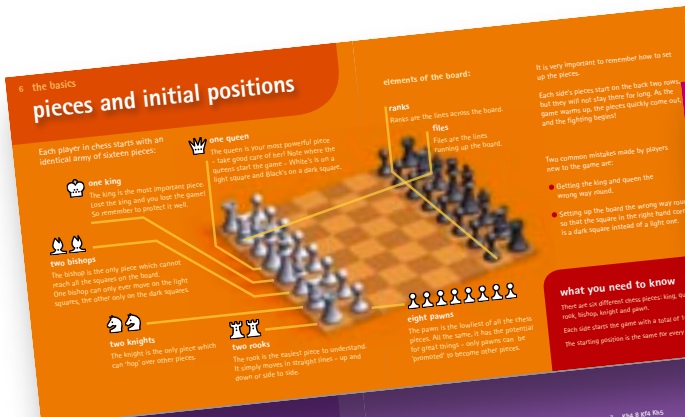 6 the basics
pieces and initial positions
Each player in chess starts with an
identical army of sixteen pieces:
one king
The king is the most important piece.
Lose the king and you lost the game!
So remember to protect it well.
one queen
The queen is your most powerful piece
- take good care of her! Note where the
queens start the game - White's is on a
light square and Black's on a dark square.
two bishops
The bishop is the only piece which cannot
reach all the squares on the board.
One bishop can only ever move on the light
squares, the other only on the dark squares.
two knights
The knight is the only piece which
can 'hop' over other pieces.
two rooks
The rook is the easiest piece to understand.
It simply moves in straight lines - up and
down or side to side.
eight pawns
The pawn is the lowliest of all the chess
pieces. All the same, it has the potential
for great things - only pawns can be
'promoted' to become other pieces.
elements of the board:
ranks
Ranks are the lines across the board.
files
Files are the lines
running up the board.
It is very important to remember how to set
up the pieces.
Each side's pieces start on the back two rows,
but they will not stay there for long. As the
game warms up, the pieces quickly come out,
and the fighting begins!
Two common mistakes made by players
new to the game are:
Getting the king and queen the
wrong way round.
Setting up the board the wrong way
so that the square in the right hand
is a dark square instead of a light one.
what you need to know
There are six different chess pieces: king,
rook, bishop, knight and pawn.
Each side starts the game with a total of
The starting position is the same for every
Kh4 8 Kf4 Kh5